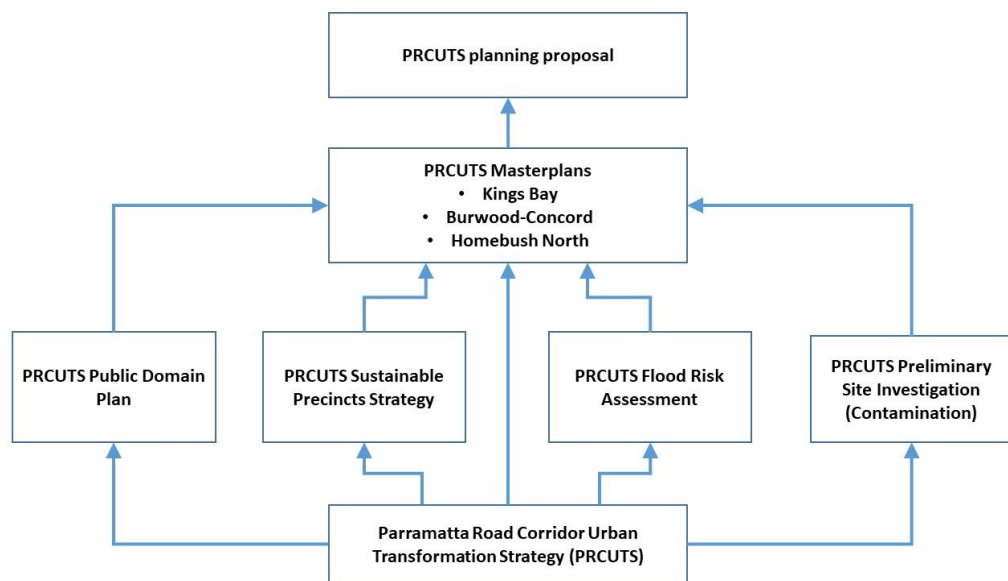 PRCUTS planning proposal
PRCUTS Masterplans
• Kings Bay
• Burwood-Concord
• Homebush North
PRCUTS Public Domain
Plan
PRCUTS Sustainable
Precincts Strategy
PRCUTS Flood Risk
Assessment
PRCUTS Preliminary
Site Investigation
(Contamination)
Parramatta Road Corridor Urban
Transformation Strategy (PRCUTS)